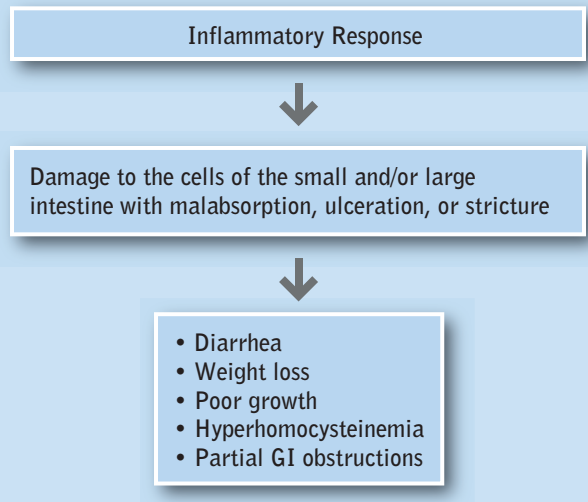 Inflammatory Response
Damage to the cells of the small and/or large
intestine with malabsorption, ulceration, or stricture
• Diarrhea
• Weight loss
• Poor growth
• Hyperhomocysteinemia
• Partial GI obstructions